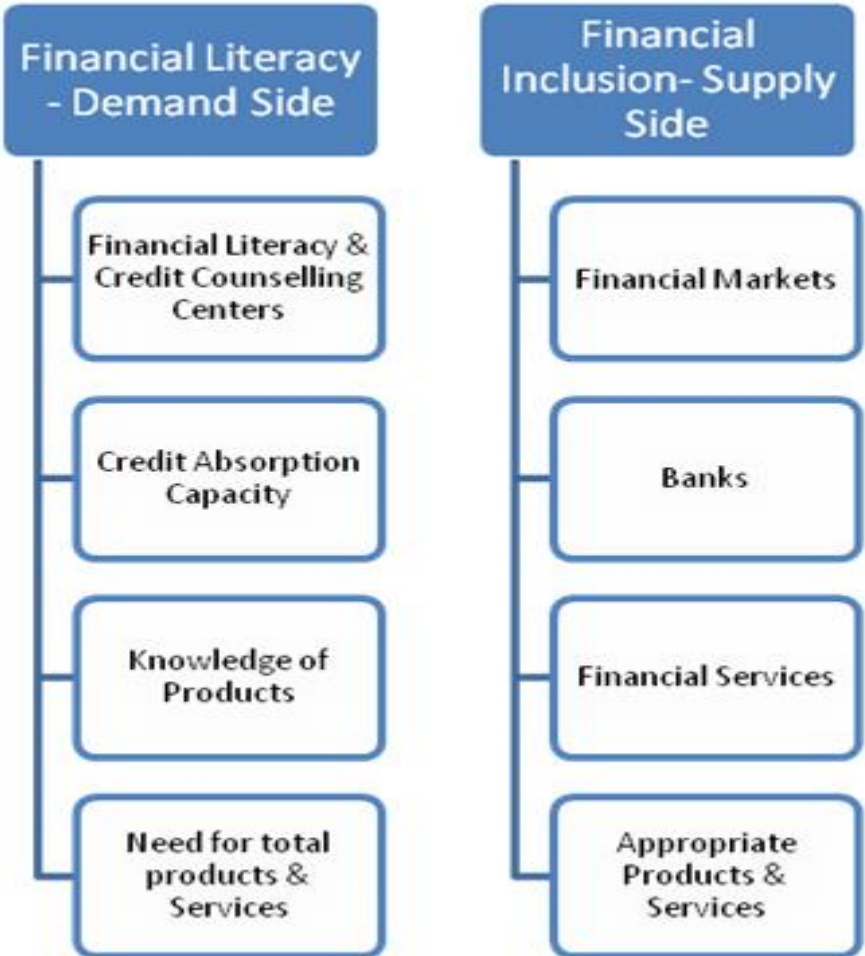 Financial Literacy
- Demand Side
Financial Literacy &
Credit Counselling
Centers
Credit Absorption
Capacity
Knowledge of
Products
Need for total
products &
Services
Financial
Inclusion- Supply
Side
Financial Markets
Banks
Financial Services
Appropriate
Products &
Services